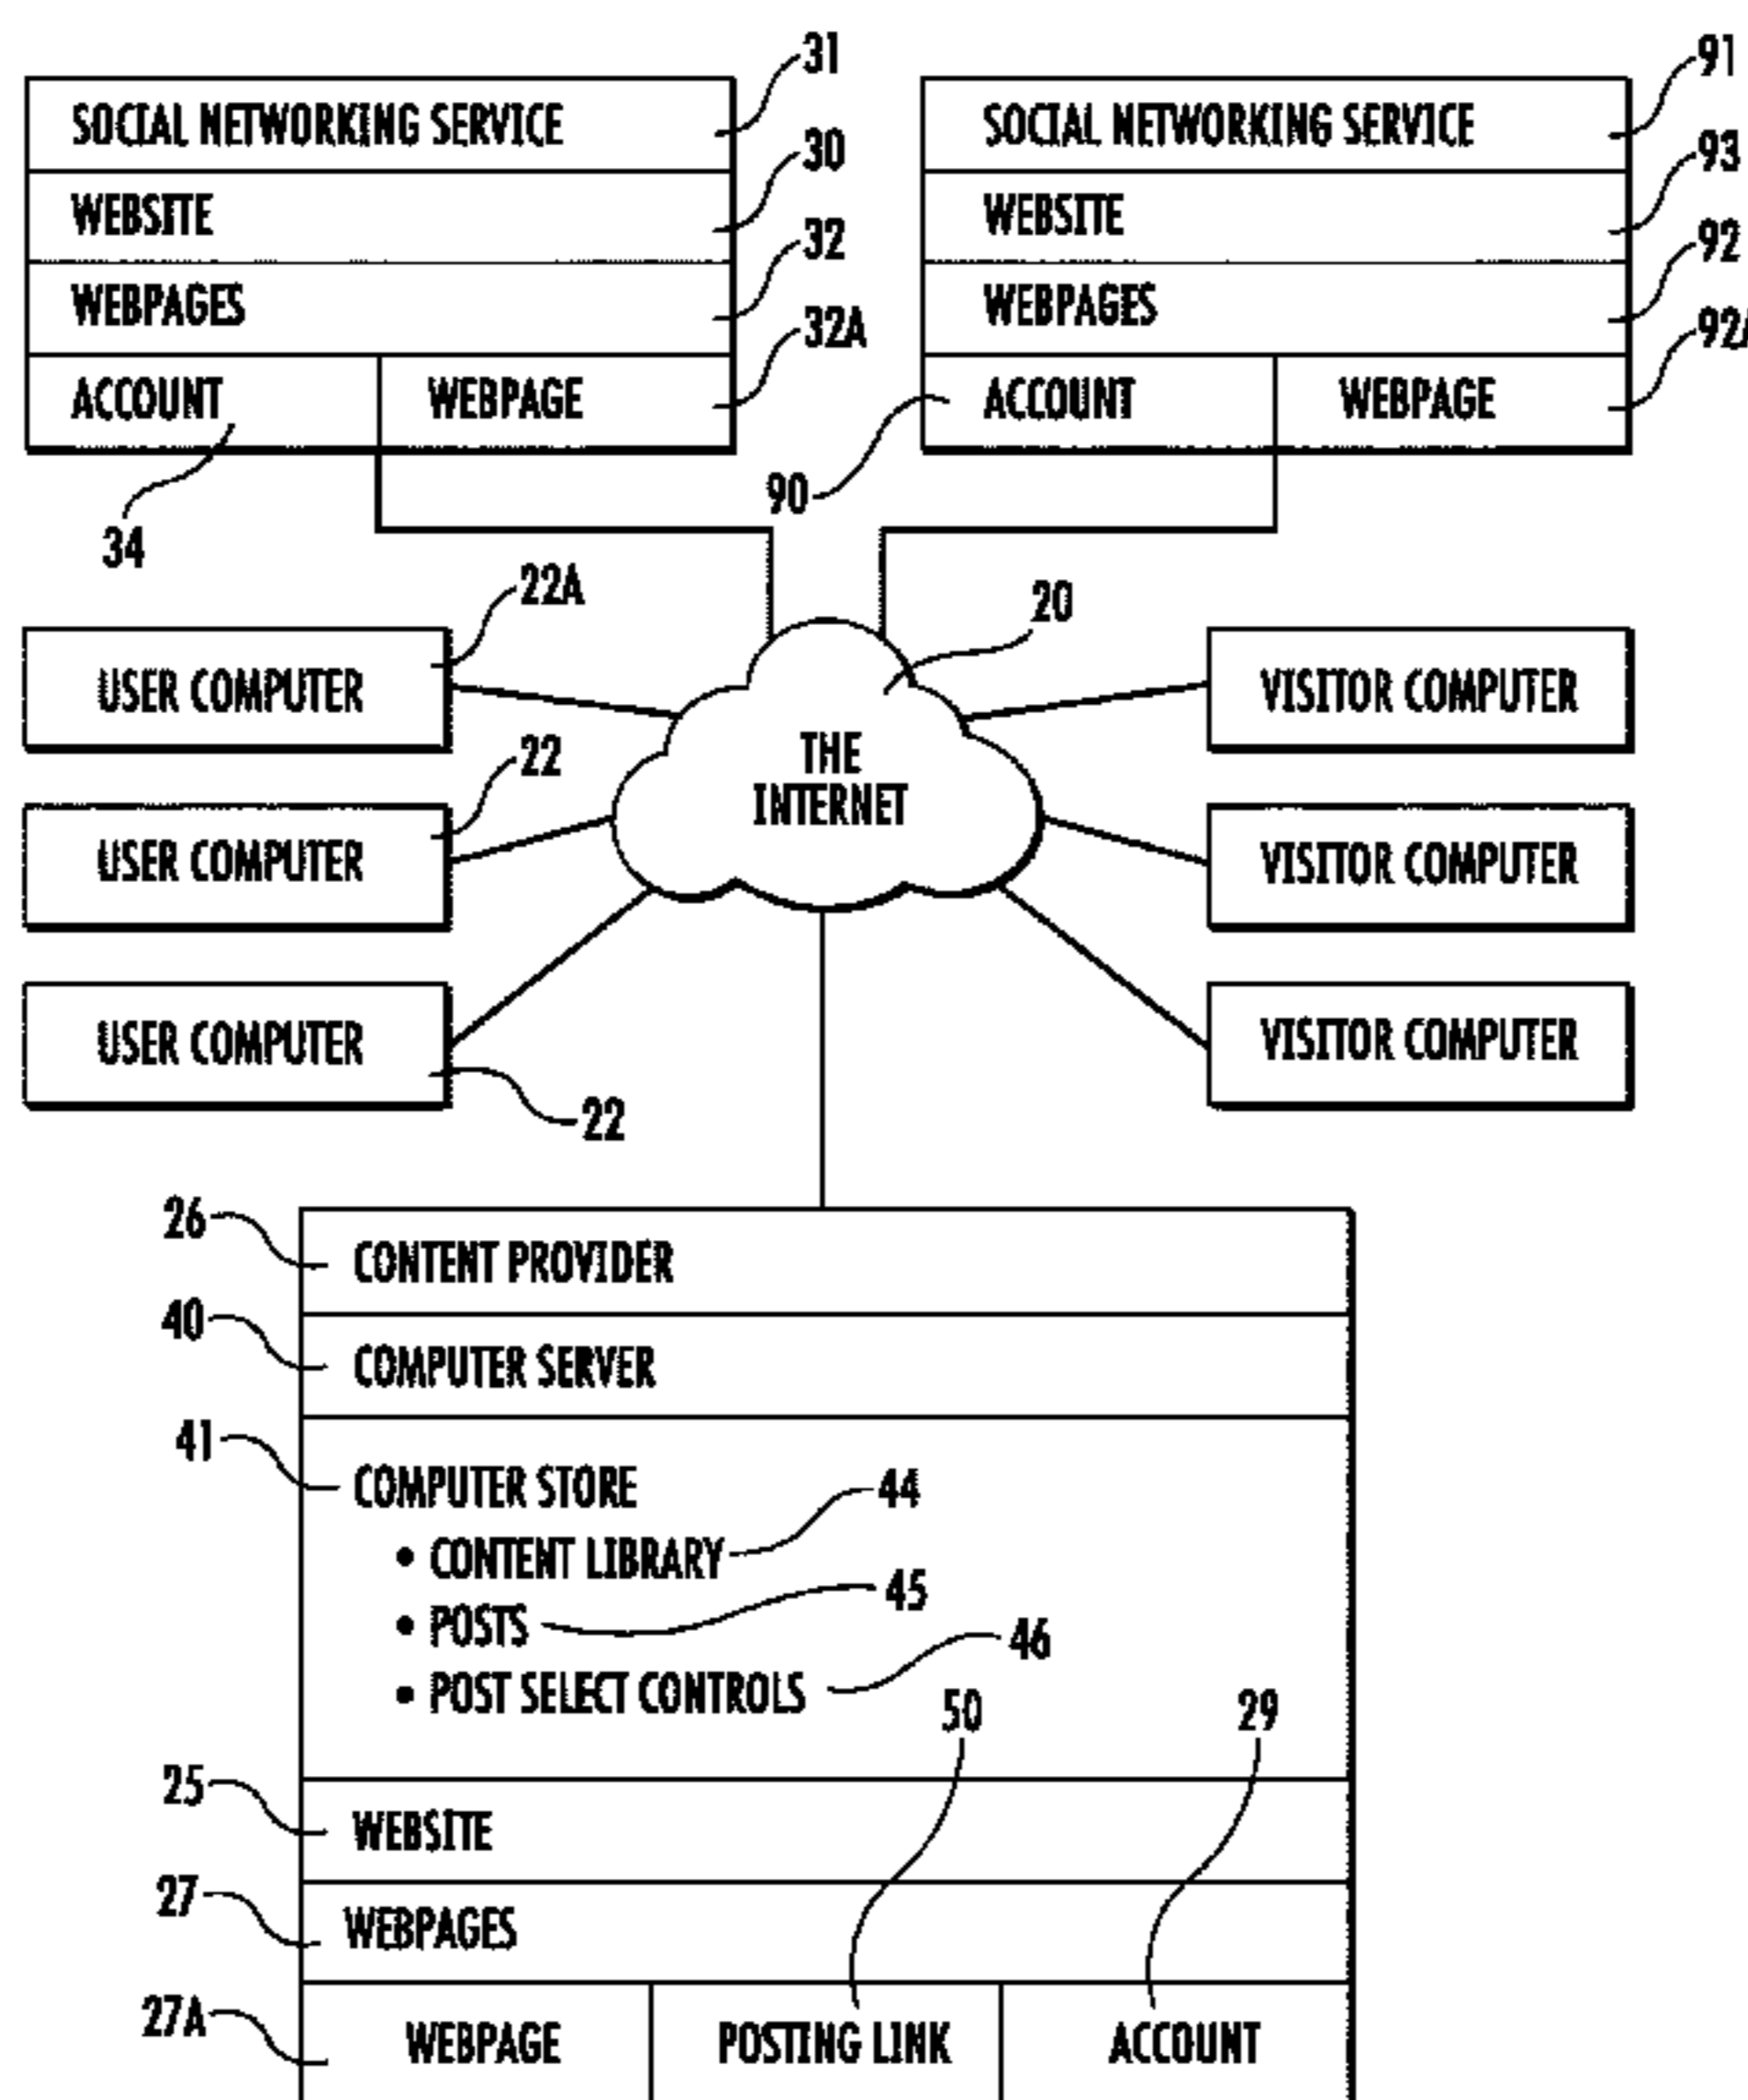 31
SOCIAL NETWORKING SERVICE
30
WEBSITE
32
WEBPAGES
32A
ACCOUNT WEBPAGE
34
91
SOCIAL NETWORKING SERVICE
93
WEBSITE
92
WEBPAGES
92A
ACCOUNT WEBPAGE
90
22A
USER COMPUTER
22
USER COMPUTER
USER COMPUTER
22
20
THE
INTERNET
VISITOR COMPUTER
VISITOR COMPUTER
VISITOR COMPUTER
26
CONTENT PROVIDER
40
COMPUTER SERVER
41
COMPUTER STORE
44
• CONTENT LIBRARY
45
• POSTS
46
• POST SELECT CONTROLS
50
29
25
WEBSITE
27
WEBPAGES
27A
WEBPAGE POSTING LINK ACCOUNT